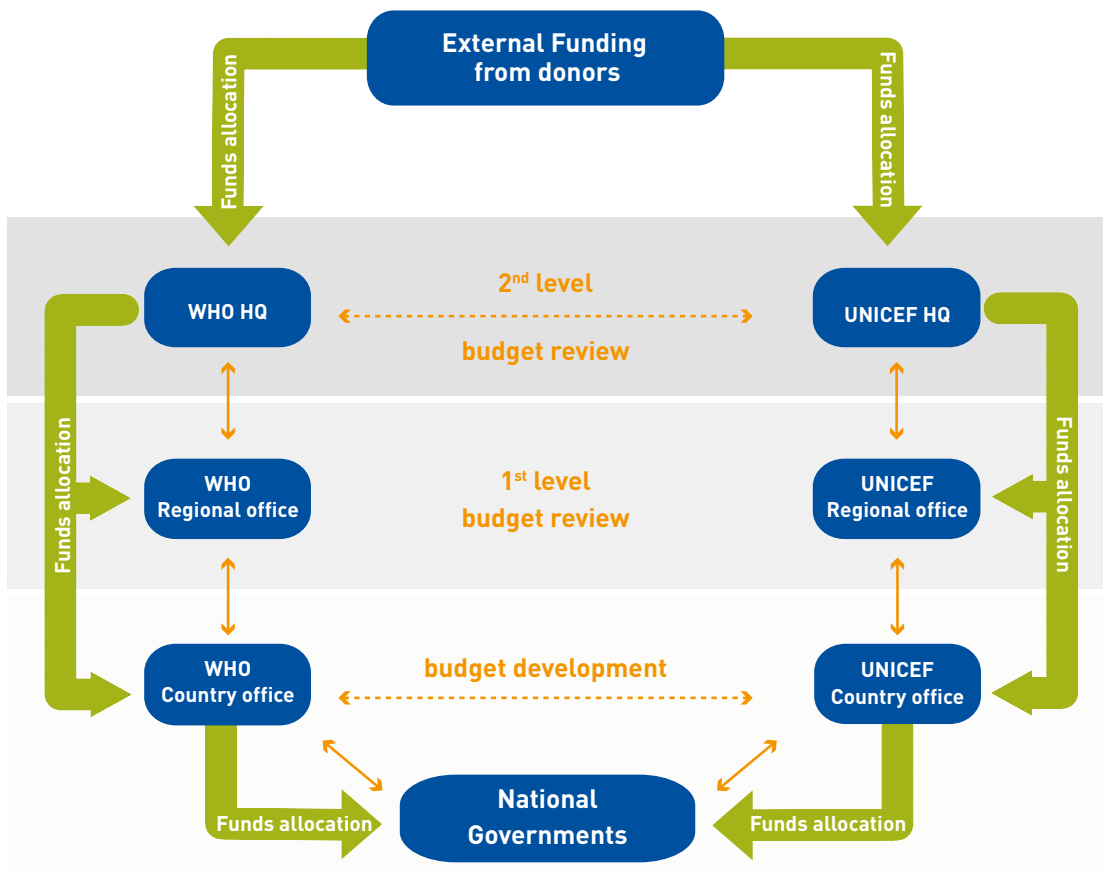 External Funding
from donors
Funds allocation
Funds allocation
WHO HQ
2nd level
budget review
UNICEF HQ
Funds allocation
WHO
Regional office
1st level
budget review
UNICEF
Regional office
Funds allocation
WHO
Country office
budget development
UNICEF
Country office
Funds allocation
National
Governments
Funds allocation